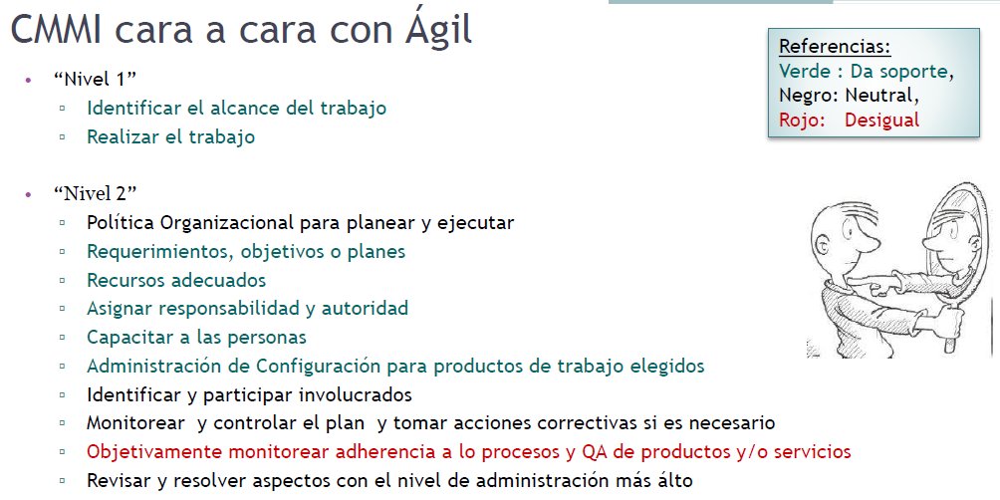 CMMI cara a cara con Ágil
Referencias:
Verde : Da soporte,
Negro: Neutral,
Rojo: Desigual
• “Nivel 1”
▫ Identificar el alcance del trabajo
▫ Realizar el trabajo
• “Nivel 2”
▫ Política Organizacional para planear y ejecutar
▫ Requerimientos, objetivos o planes
▫ Recursos adecuados
▫ Asignar responsabilidad y autoridad
▫ Capacitar a las personas
▫ Administración de Configuración para productos de trabajo elegidos
▫ Identificar y participar involucrados
▫ Monitorear y controlar el plan y tomar acciones correctivas si es necesario
▫ Objetivamente monitorear adherencia a lo procesos y QA de productos y/o servicios
▫ Revisar y resolver aspectos con el nivel de administración más álto